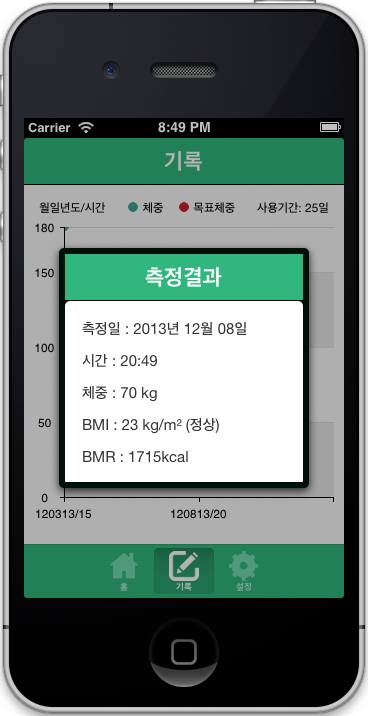 Carrier 8:49 PM
기록
월일년도/시간 체중 목표체중 사용기간: 25일
180
150
100
50
0
120313/15 120813/20
측정결과
측정일 : 2013년 12월 08일
시간 : 20:49
체중 : 70 kg
BMI : 23 kg/m² (정상)
BMR : 1715kcal
홈 기록 설정